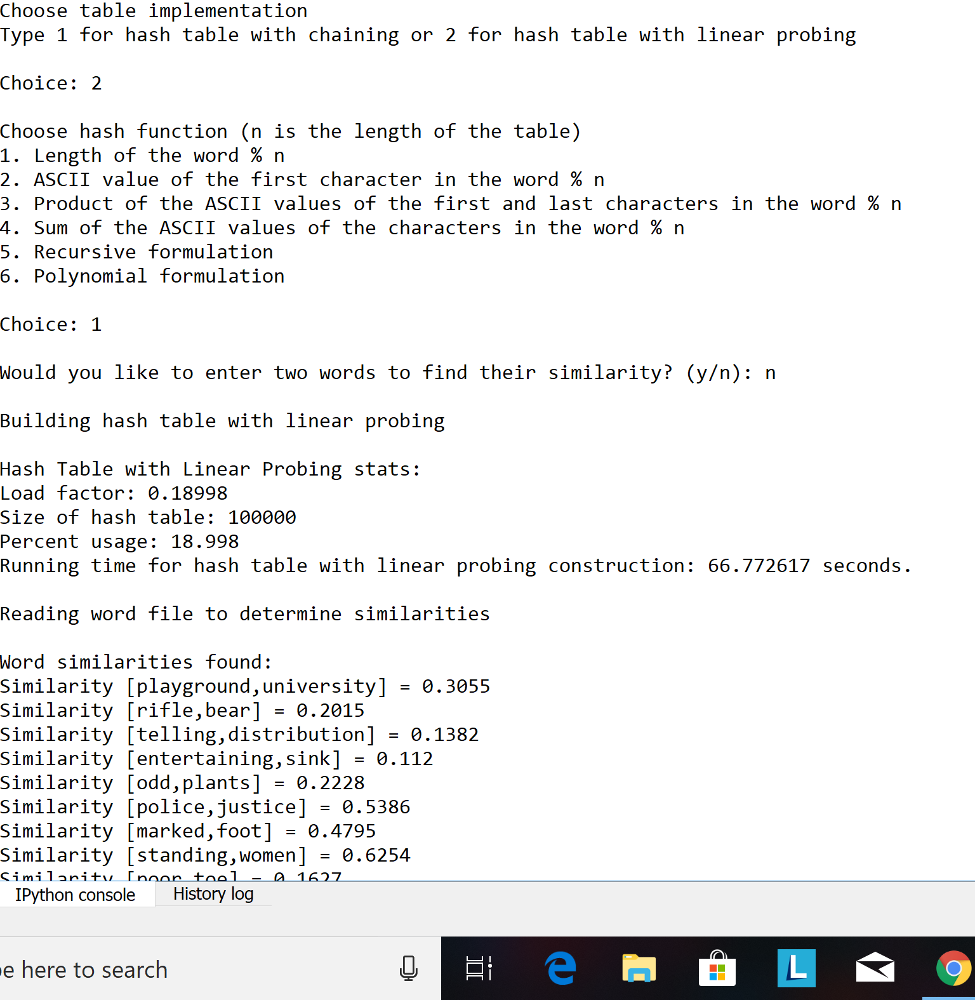 Choose table implementation
Type 1 for hash table with chaining or 2 for hash table with linear probing
Choice: 2
Choose hash function (n is the length of the table)
1. Length of the word % n
2. ASCII value of the first character in the word % n
3. Product of the ASCII values of the first and last characters in the word % n
4. Sum of the ASCII values of the characters in the word % n
5. Recursive formulation
6. Polynomial formulation
Choice: 1
Would you like to enter two words to find their similarity? (y/n): n
Building hash table with linear probing
Hash Table with Linear Probing stats:
Load factor: 0.18998
Size of hash table: 100000
Percent usage: 18.998
Running time for hash table with linear probing construction: 66.772617 seconds.
Reading word file to determine similarities
Word similarities found:
Similarity [playground,university] = 0.3055
Similarity [rifle,bear] = 0.2015
Similarity [telling,distribution] = 0.1382
Similarity [entertaining,sink] = 0.112
Similarity [odd,plants] = 0.2228
Similarity [police,justice] = 0.5386
Similarity [marked,foot] = 0.4795
Similarity [standing,women] = 0.6254
Similarity [poor,toe] = 0.1627
IPython console
History log
e here to search
L